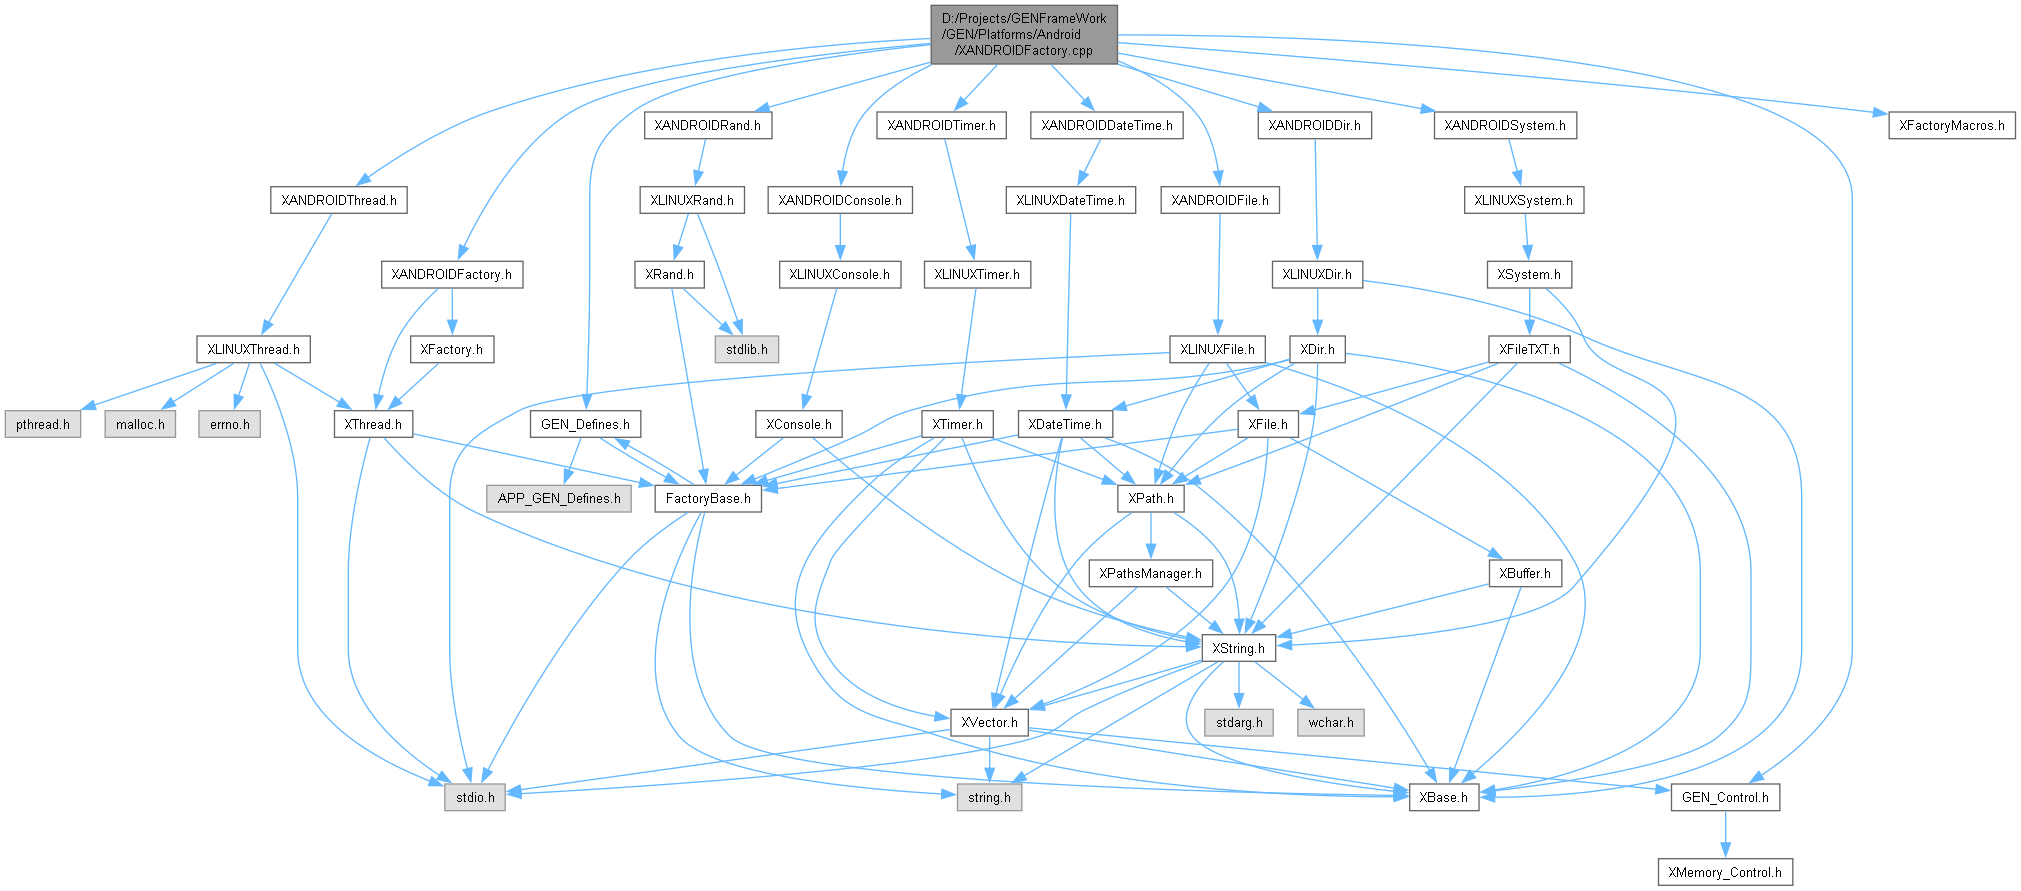 D:/Projects/GENFrameWork
/GEN/Platforms/Android
/XANDROIDFactory.cpp
XANDROIDRand.h
XANDROIDTimer.h
XANDROIDDateTime.h
XANDROIDDir.h
XANDROIDSystem.h
XFactoryMacros.h
XANDROIDThread.h
XLINUXRand.h
XANDROIDConsole.h
XLINUXDateTime.h
XANDROIDFile.h
XLINUXSystem.h
XANDROIDFactory.h
XRand.h
XLINUXConsole.h
XLINUXTimer.h
XLINUXDir.h
XSystem.h
XLINUXThread.h
XFactory.h
stdlib.h
XLINUXFile.h
XDir.h
XFileTXT.h
pthread.h
malloc.h
errno.h
XThread.h
GEN_Defines.h
XConsole.h
XTimer.h
XDateTime.h
XFile.h
APP_GEN_Defines.h
FactoryBase.h
XPath.h
XPathsManager.h
XBuffer.h
XString.h
XVector.h
stdarg.h
wchar.h
stdio.h
string.h
XBase.h
GEN_Control.h
XMemory_Control.h